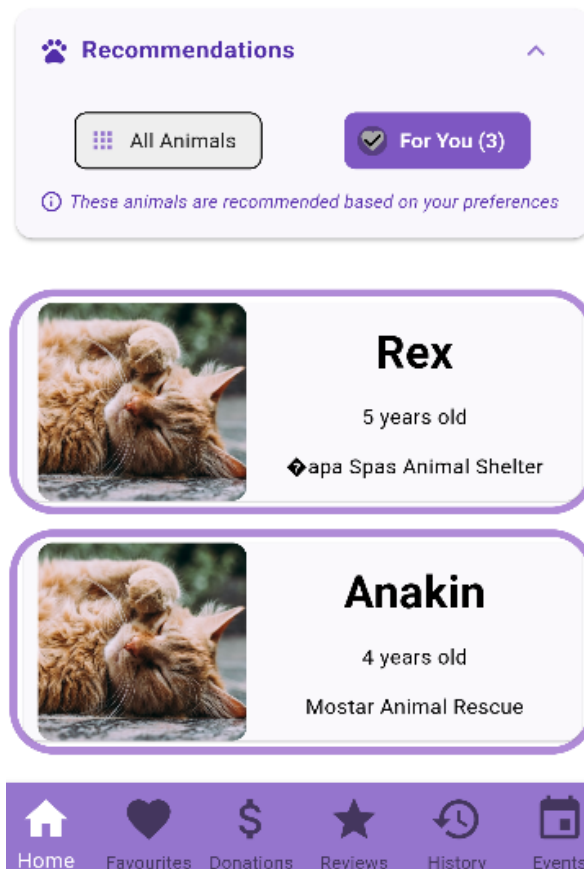 Recommendations
All Animals
For You (3)
These animals are recommended based on your preferences
Rex
5 years old
�apa Spas Animal Shelter
Anakin
4 years old
Mostar Animal Rescue
Home Favourites Donations Reviews History Events